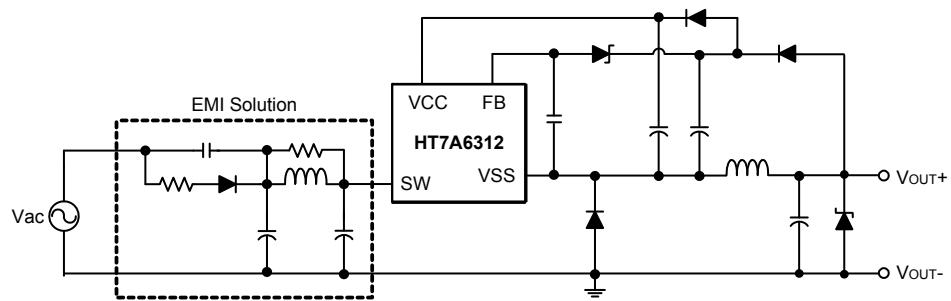 EMI Solution
VCC FB
HT7A6312
SW VSS
Vac
VOUT+
VOUT-